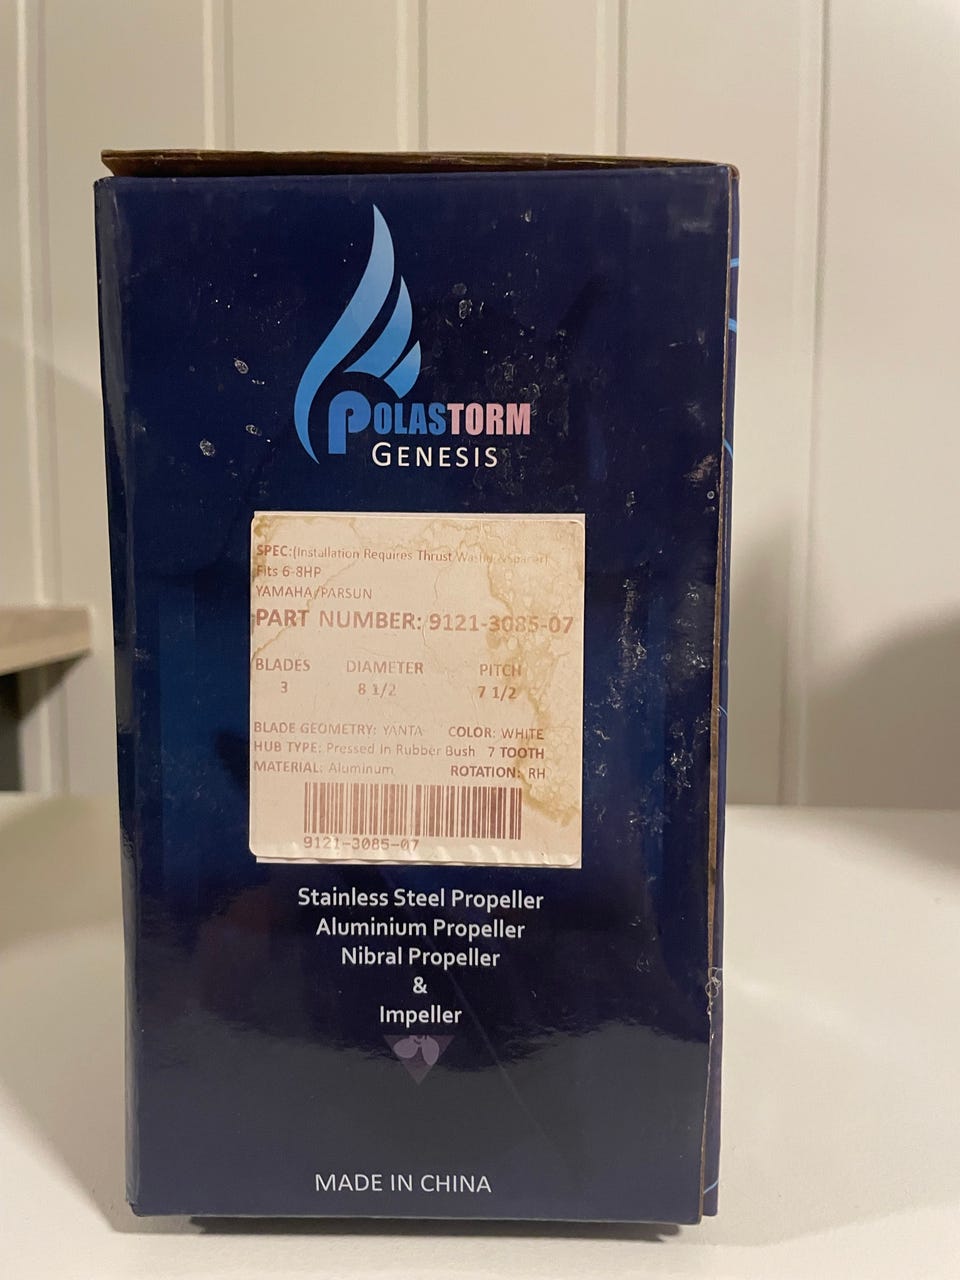 POLASTORM
GENESIS
SPEC:(Installation Requires Thrust Washer&Spacer)
Fits 6-8HP
YAMAHA/PARSUN
PART NUMBER: 9121-3085-07
BLADES DIAMETER PITCH
3 8 1/2 7 1/2
BLADE GEOMETRY: YANTA COLOR: WHITE
HUB TYPE: Pressed In Rubber Bush 7 TOOTH
MATERIAL: Aluminum ROTATION: RH
9121-3085-07
Stainless Steel Propeller
Aluminium Propeller
Nibral Propeller
&
Impeller
MADE IN CHINA